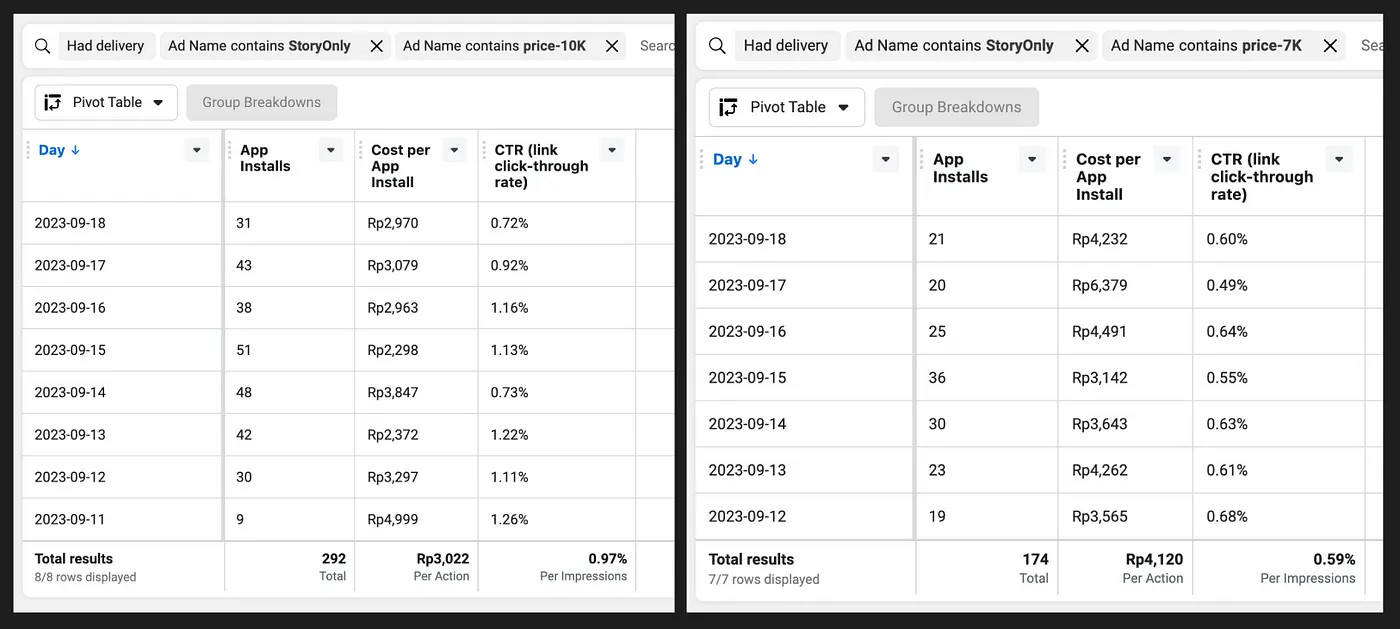 Had delivery Ad Name contains StoryOnly Ad Name contains price-10K Searc
Pivot Table Group Breakdowns
Day ↓ App Installs Cost per App Install CTR (link click-through rate)
2023-09-18 31 Rp2,970 0.72%
2023-09-17 43 Rp3,079 0.92%
2023-09-16 38 Rp2,963 1.16%
2023-09-15 51 Rp2,298 1.13%
2023-09-14 48 Rp3,847 0.73%
2023-09-13 42 Rp2,372 1.22%
2023-09-12 30 Rp3,297 1.11%
2023-09-11 9 Rp4,999 1.26%
Total results 292 Rp3,022 0.97%
8/8 rows displayed Total Per Action Per Impressions
Had delivery Ad Name contains StoryOnly Ad Name contains price-7K Sea
Pivot Table Group Breakdowns
Day ↓ App Installs Cost per App Install CTR (link click-through rate)
2023-09-18 21 Rp4,232 0.60%
2023-09-17 20 Rp6,379 0.49%
2023-09-16 25 Rp4,491 0.64%
2023-09-15 36 Rp3,142 0.55%
2023-09-14 30 Rp3,643 0.63%
2023-09-13 23 Rp4,262 0.61%
2023-09-12 19 Rp3,565 0.68%
Total results 174 Rp4,120 0.59%
7/7 rows displayed Total Per Action Per Impressions